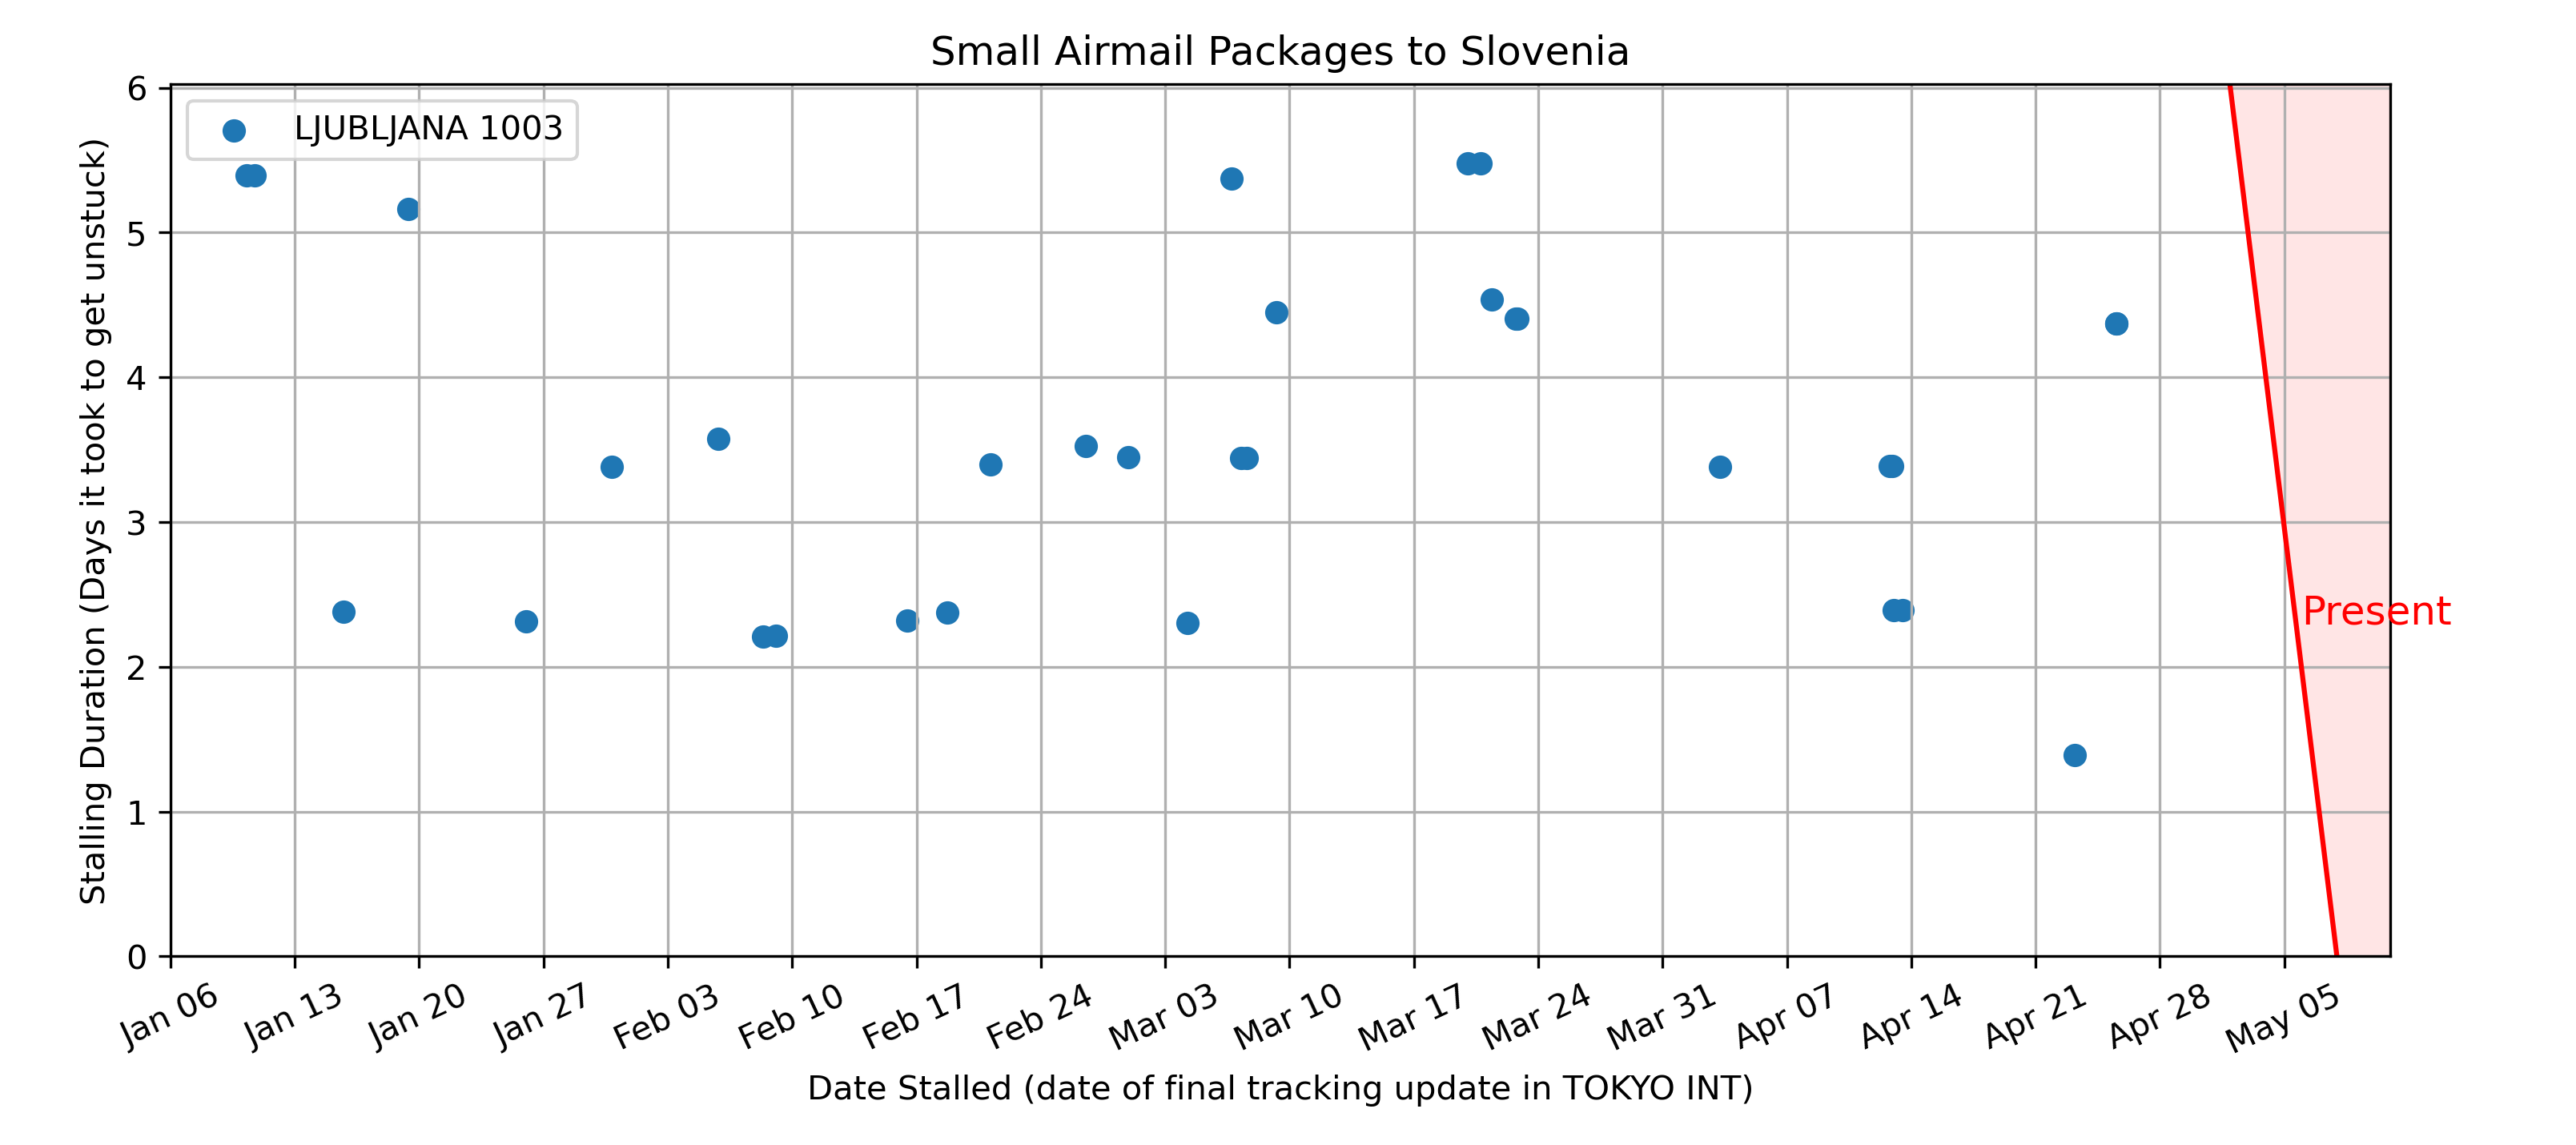 Small Airmail Packages to Slovenia
LJUBLJANA 1003
Stalling Duration (Days it took to get unstuck)
6
5
4
3
2
1
0
Present
Jan 06
Jan 13
Jan 20
Jan 27
Feb 03
Feb 10
Feb 17
Feb 24
Mar 03
Mar 10
Mar 17
Mar 24
Mar 31
Apr 07
Apr 14
Apr 21
Apr 28
May 05
Date Stalled (date of final tracking update in TOKYO INT)